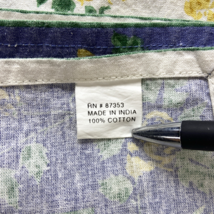 RN # 87353
MADE IN INDIA
100% COTTON